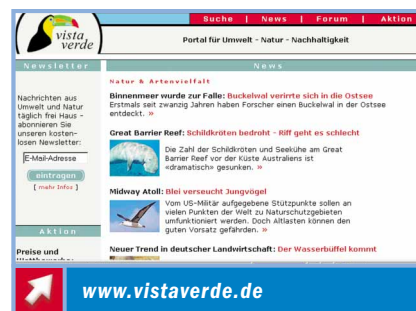 Suche | News | Forum | Aktion
vista verde
Portal für Umwelt - Natur - Nachhaltigkeit
Newsletter
News
Natur & Artenvielfalt
Nachrichten aus
Umwelt und Natur
täglich frei Haus -
abonnieren Sie
unseren kosten-
losen Newsletter:
E-Mail-Adresse
eintragen
[ mehr Infos ]
Aktion
Preise und
Binnenmeer wurde zur Falle: Buckelwal verirrte sich in die Ostsee
Erstmals seit zwanzig Jahren haben Forscher einen Buckelwal in der Ostsee
entdeckt. »
Great Barrier Reef: Schildkröten bedroht - Riff geht es schlecht
Die Zahl der Schildkröten und Seekühe am Great
Barrier Reef vor der Küste Australiens ist
«dramatisch» gesunken. »
Midway Atoll: Blei verseucht Jungvögel
Vom US-Militär aufgegebene Stützpunkte sollen an
vielen Punkten der Welt zu Naturschutzgebieten
umfunktioniert werden. Doch Altlasten können den
guten Vorsatz gefährden. »
Neuer Trend in deutscher Landwirtschaft: Der Wasserbüffel kommt
www.vistaverde.de